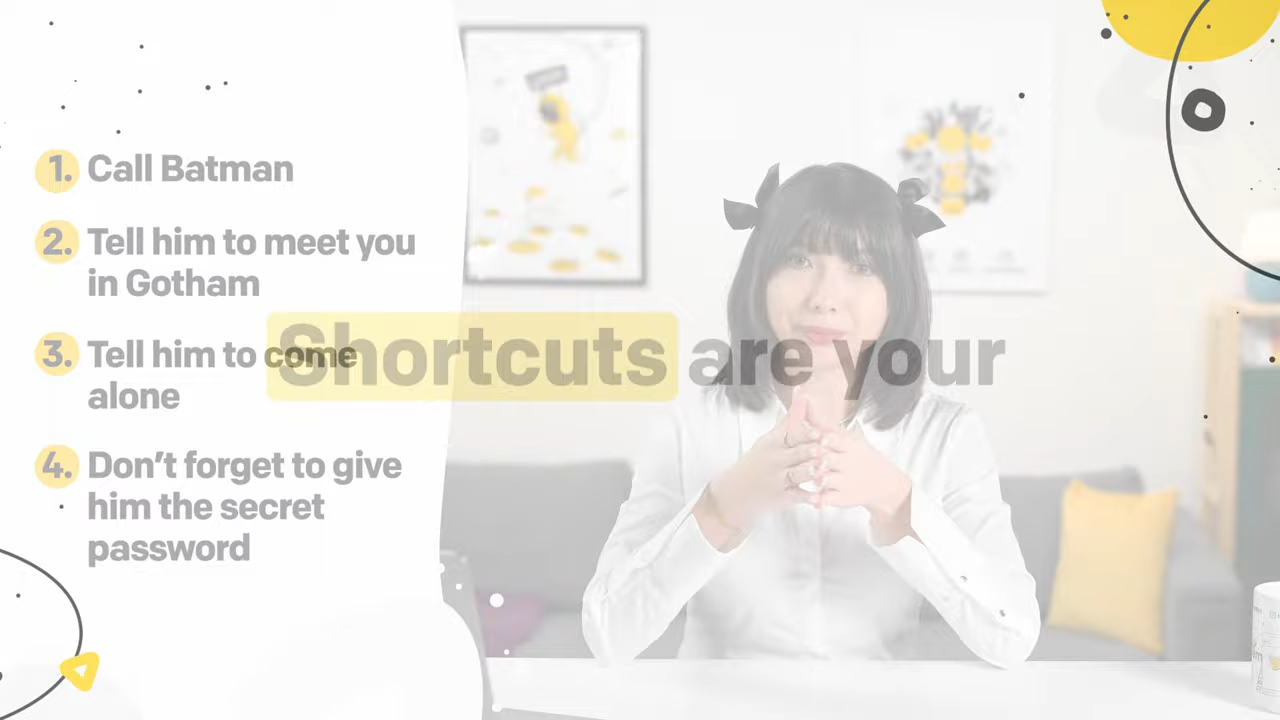 1. Call Batman
2. Tell him to meet you
in Gotham
3. Tell him to come
alone
4. Don’t forget to give
him the secret
password
Shortcuts are your